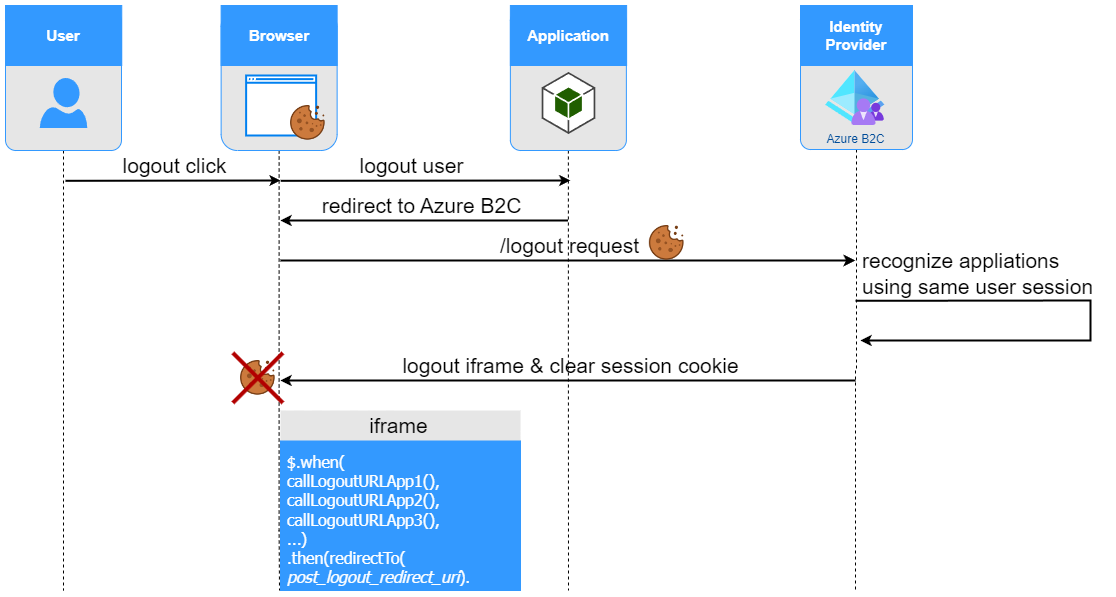 User
Browser
Application
Identity
Provider
Azure B2C
logout click
logout user
redirect to Azure B2C
/logout request
recognize appliations
using same user session
logout iframe & clear session cookie
iframe
$.when(
callLogoutURLApp1(),
callLogoutURLApp2(),
callLogoutURLApp3(),
...)
.then(redirectTo(
post_logout_redirect_uri).